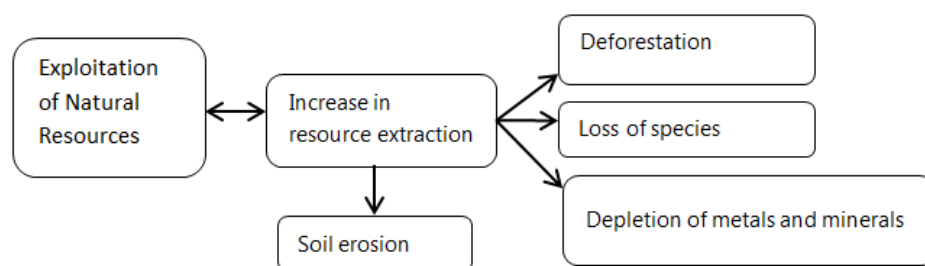 Exploitation
of Natural
Resources
Increase in
resource extraction
Deforestation
Loss of species
Depletion of metals and minerals
Soil erosion